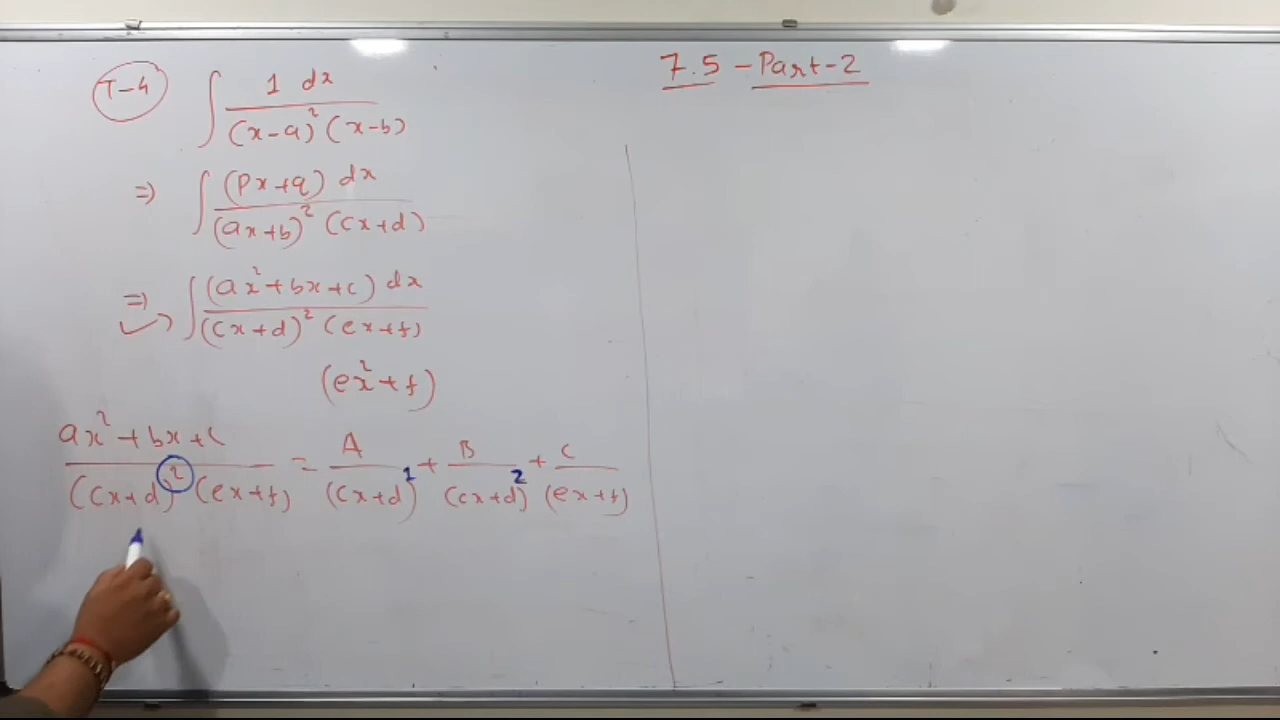 7.5 - Part-2
T-4 ∫ 1 dx / (x-a)² (x-b)
⇒ ∫ (px+q) dx / (ax+b)² (cx+d)
⇒ ∫ (ax²+bx+c) dx / (cx+d)² (ex+f)
(ex²+f)
ax²+bx+c / (cx+d)² (ex+f) = A / (cx+d)¹ + B / (cx+d)² + C / (ex+f)